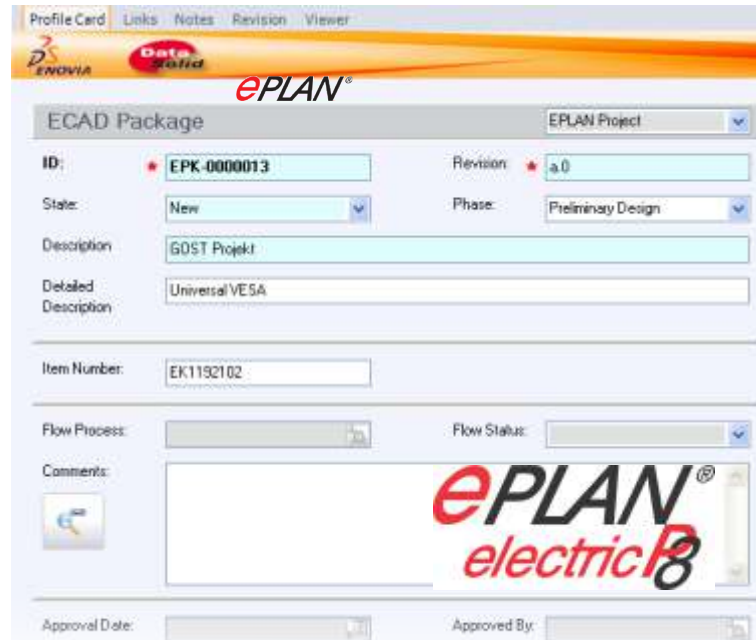 Profile Card Links Notes Revision Viewer
DS ENOVIA Data Solid
ePLAN®
ECAD Package EPLAN Project
ID: * EPK-0000013 Revision: * a.0
State: New Phase: Preliminary Design
Description GOST Projekt
Detailed Description Universal VESA
Item Number: EK1192102
Flow Process: Flow Status:
Comments:
ePLAN®
electric P8
Approval Date: Approved By: